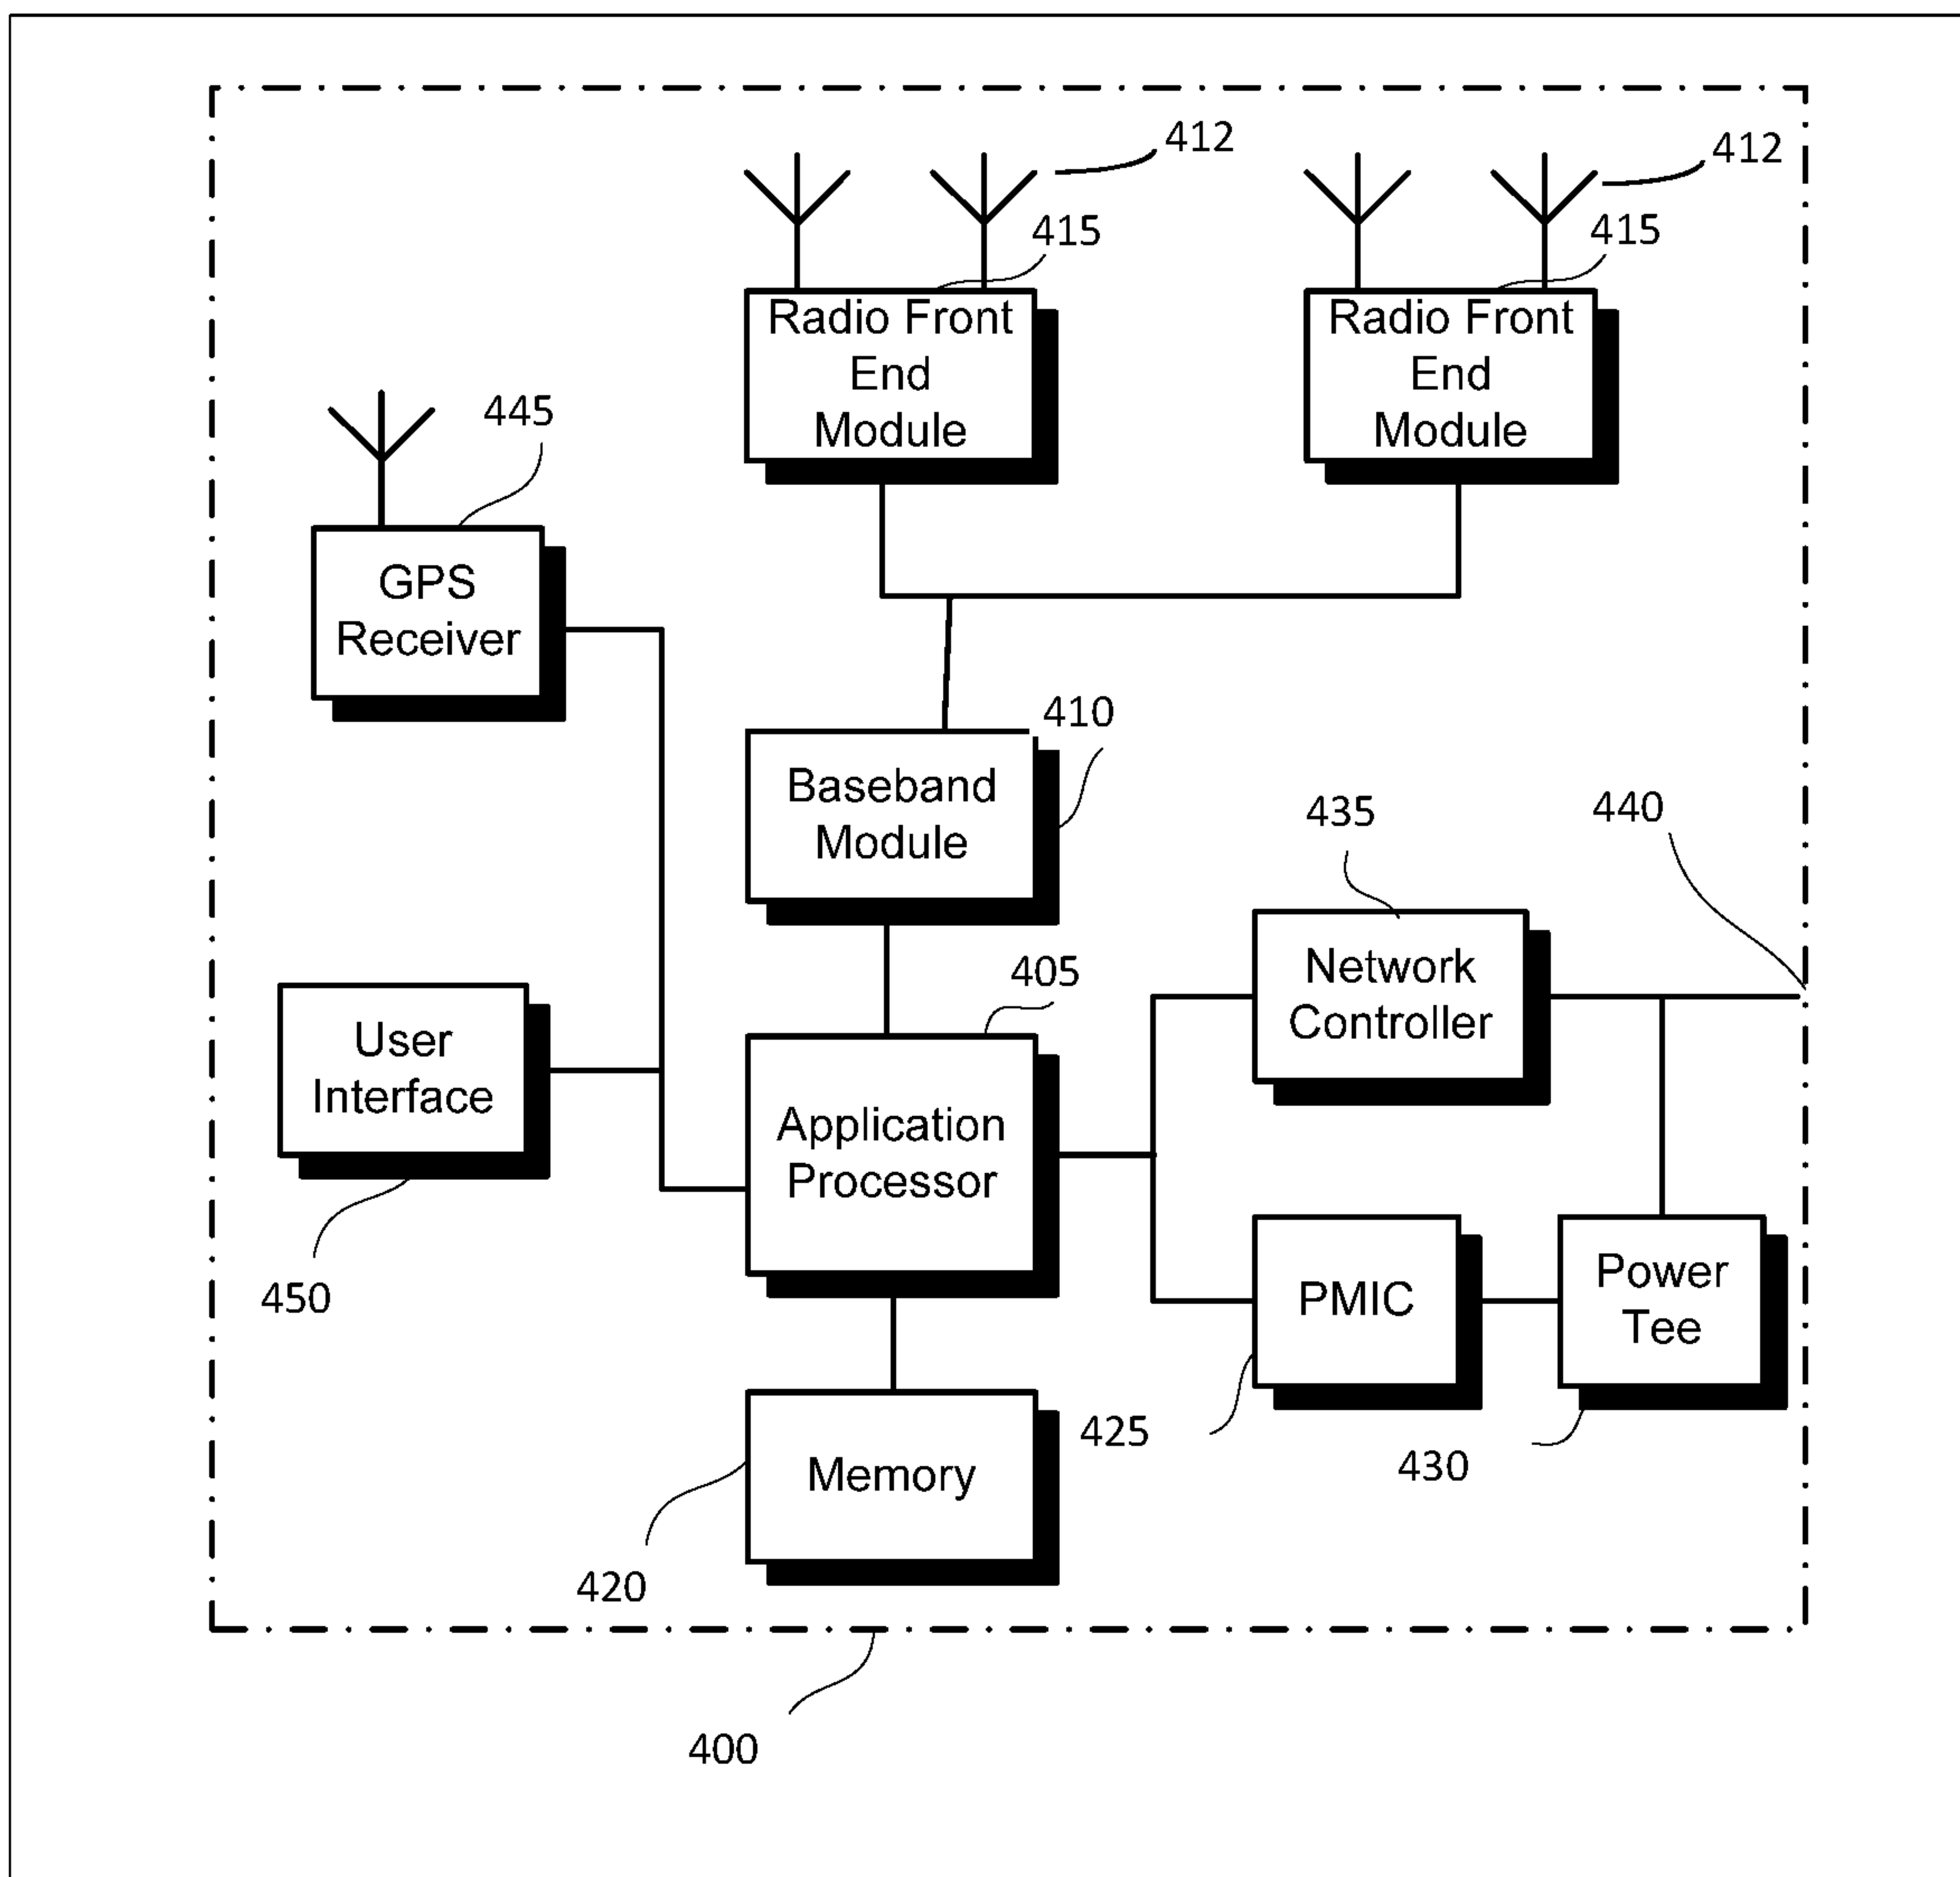 412
412
415
415
Radio Front
End
Module
Radio Front
End
Module
445
GPS
Receiver
410
Baseband
Module
435
440
Network
Controller
405
User
Interface
Application
Processor
450
PMIC
Power
Tee
425
430
Memory
420
400